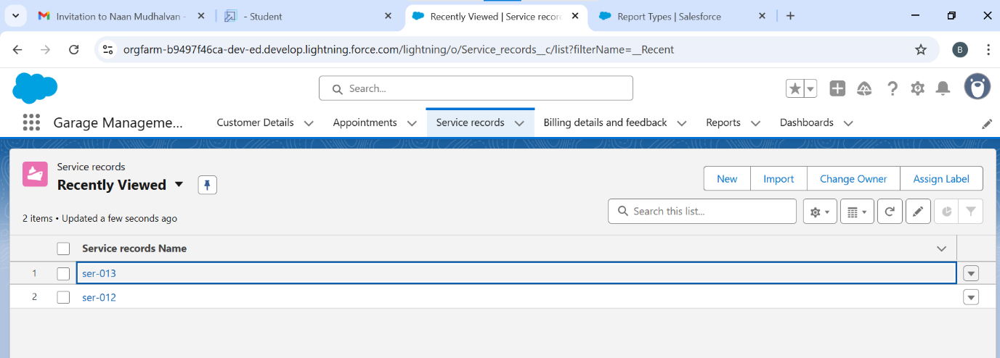 Invitation to Naan Mudhalvan -
- Student
Recently Viewed | Service recor
Report Types | Salesforce
orgfarm-b9497f46ca-dev-ed.develop.lightning.force.com/lightning/o/Service_records__c/list?filterName=__Recent
B
Search...
Garage Manageme...
Customer Details
Appointments
Service records
Billing details and feedback
Reports
Dashboards
Service records
Recently Viewed
New
Import
Change Owner
Assign Label
2 items • Updated a few seconds ago
Search this list...
Service records Name
1 ser-013
2 ser-012